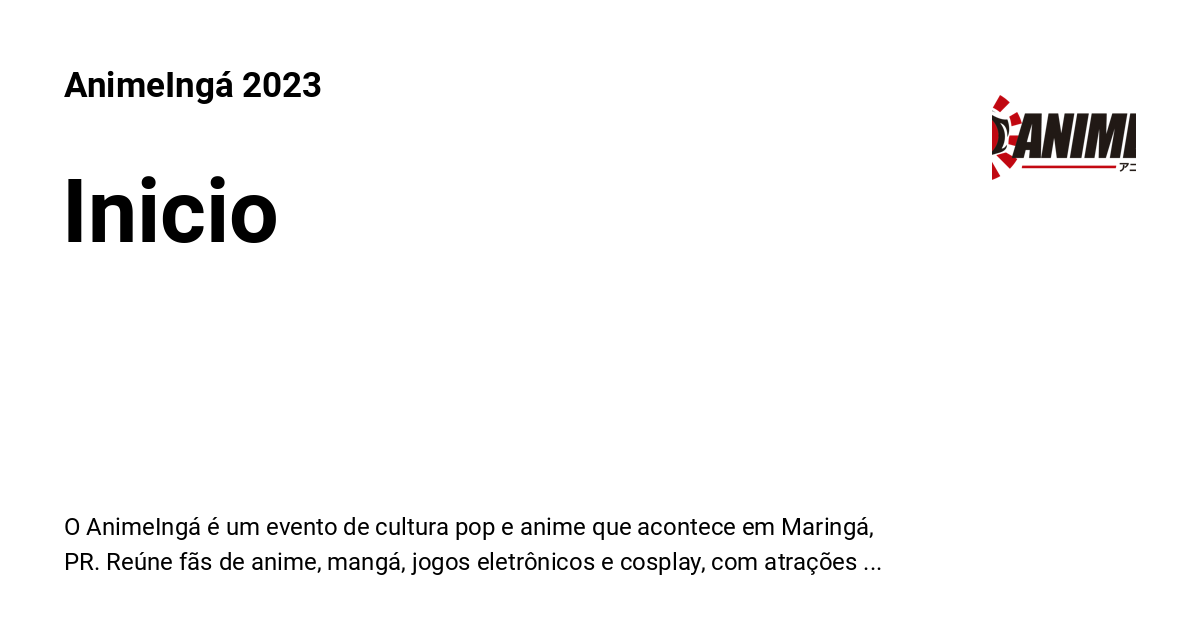 AnimeIngá 2023
ANIM
アニ
Inicio
O AnimeIngá é um evento de cultura pop e anime que acontece em Maringá,
PR. Reúne fãs de anime, mangá, jogos eletrônicos e cosplay, com atrações ...